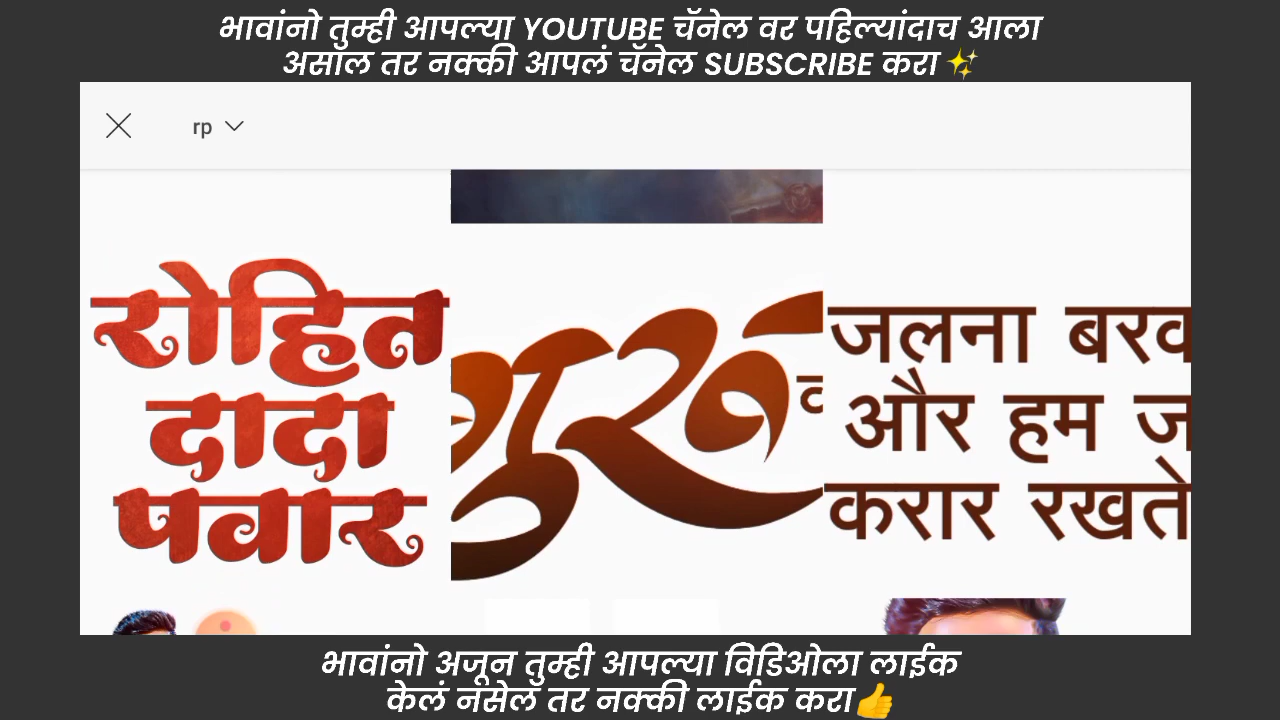 भावांनो तुम्ही आपल्या YOUTUBE चॅनेल वर पहिल्यांदाच आला
असाल तर नक्की आपलं चॅनेल SUBSCRIBE करा ✨
rp
रोहित
दादा
पवार
जलना बरक
और हम ज
करार रखते
भावांनो अजून तुम्ही आपल्या विडिओला लाईक
केलं नसेल तर नक्की लाईक करा👍